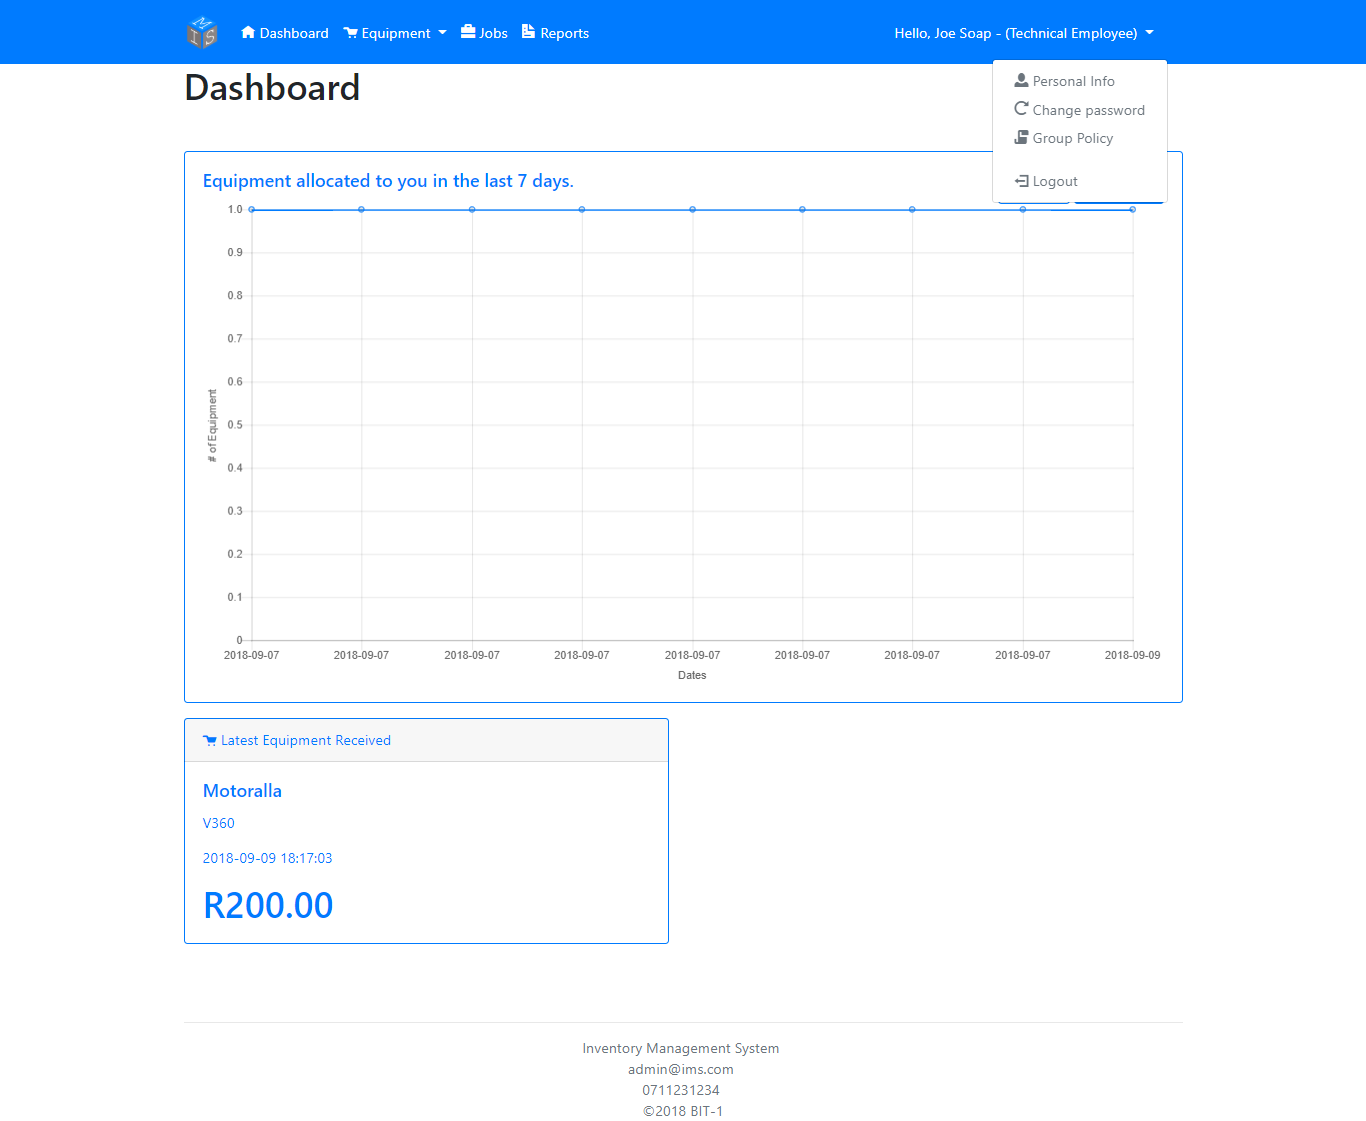 IMS
Dashboard
Equipment
Jobs
Reports
Hello, Joe Soap - (Technical Employee)
Personal Info
Change password
Group Policy
Logout
Dashboard
Equipment allocated to you in the last 7 days.
1.0
0.9
0.8
0.7
0.6
0.5
0.4
0.3
0.2
0.1
0
# of Equipment
2018-09-07
2018-09-07
2018-09-07
2018-09-07
2018-09-07
2018-09-07
2018-09-07
2018-09-07
2018-09-09
Dates
Latest Equipment Received
Motoralla
V360
2018-09-09 18:17:03
R200.00
Inventory Management System
admin@ims.com
0711231234
©2018 BIT-1